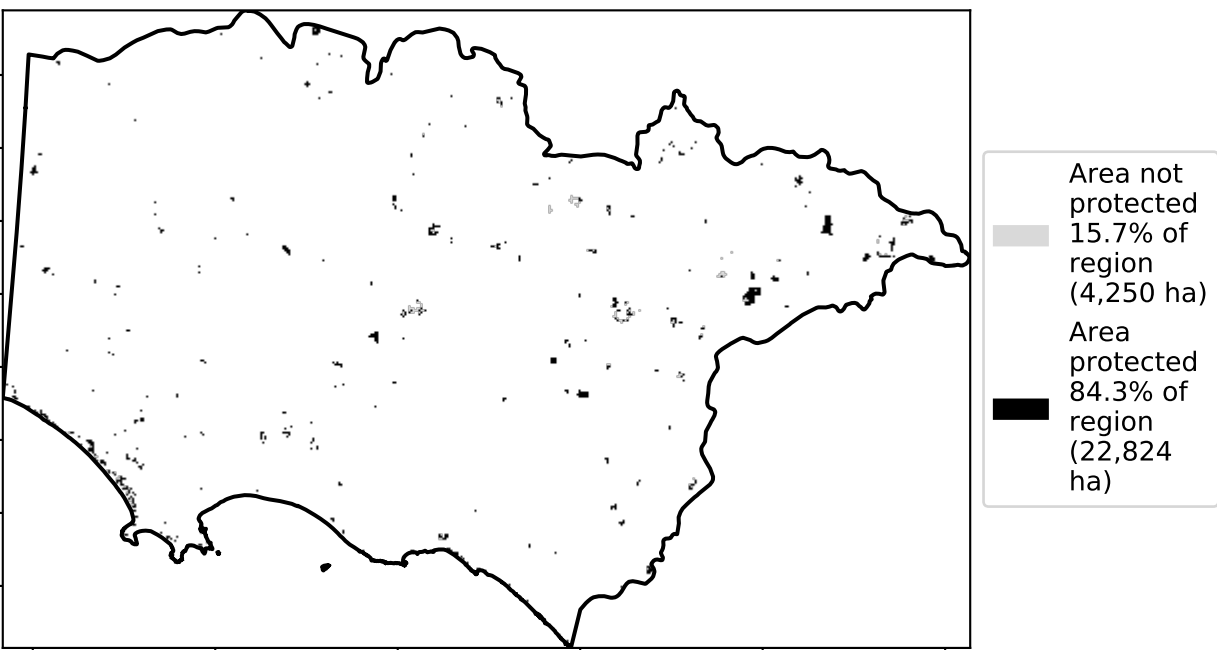 Area not
protected
15.7% of
region
(4,250 ha)
Area
protected
84.3% of
region
(22,824
ha)